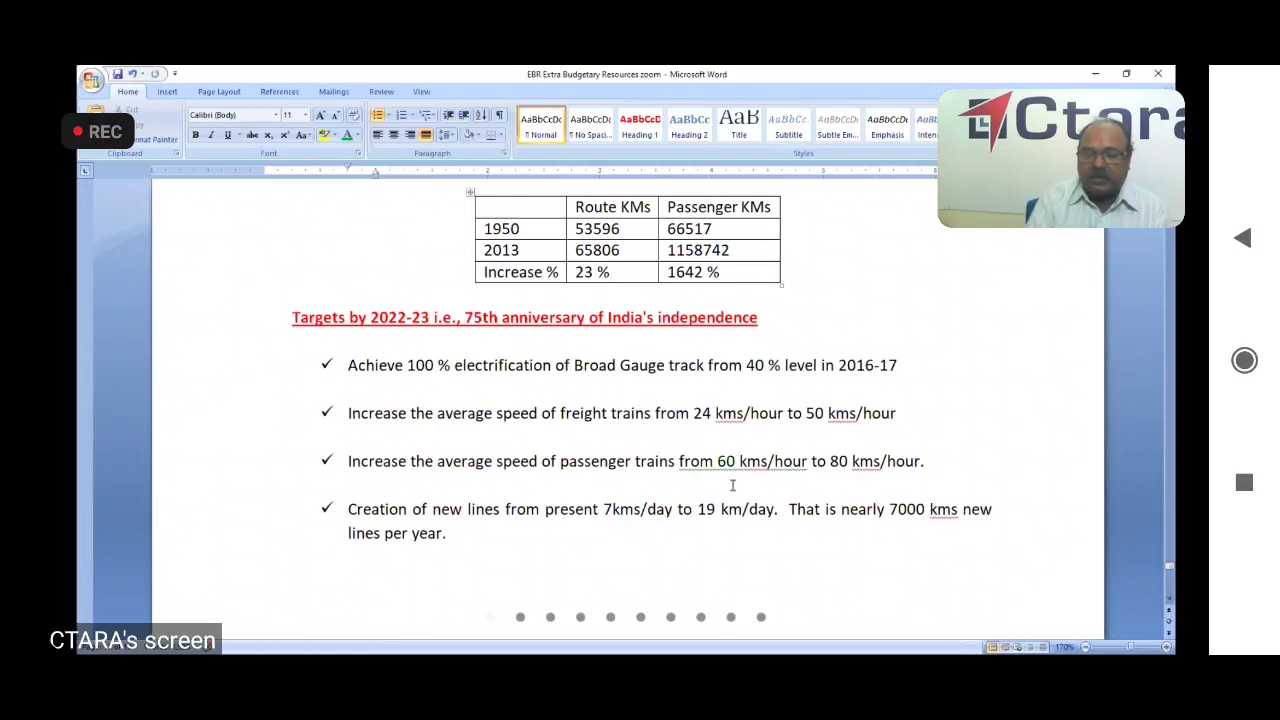 EBR Extra Budgetary Resources zoom - Microsoft Word
Home Insert Page Layout References Mailings Review View
REC
Cut
Format Painter
Clipboard
Calibri (Body) 11
Font
Paragraph
AaBbCcDc AaBbCcDc AaBbCc AaBbCc AaB AaBbCc. AaBbCcDc AaBbCcDc
¶ Normal ¶ No Spaci... Heading 1 Heading 2 Title Subtitle Subtle Em... Emphasis
Styles
Route KMs Passenger KMs
1950 53596 66517
2013 65806 1158742
Increase % 23 % 1642 %
Targets by 2022-23 i.e., 75th anniversary of India's independence
✓ Achieve 100 % electrification of Broad Gauge track from 40 % level in 2016-17
✓ Increase the average speed of freight trains from 24 kms/hour to 50 kms/hour
✓ Increase the average speed of passenger trains from 60 kms/hour to 80 kms/hour.
✓ Creation of new lines from present 7kms/day to 19 km/day. That is nearly 7000 kms new
lines per year.
CTARA's screen
170%